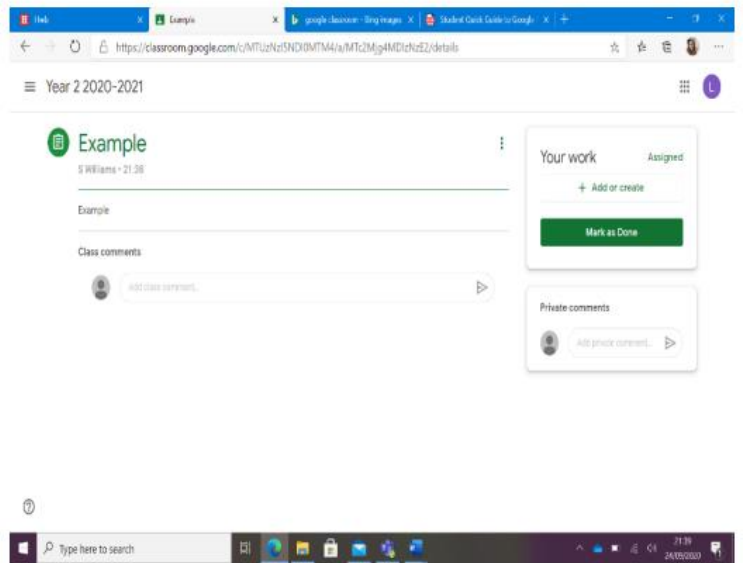 Hwb
Example
google classroom - Bing images
Student Quick Guide to Google
https://classroom.google.com/c/MTUzNzI5NDI0MTM4/a/MTc2Mjg4MDIzNzE2/details
Year 2 2020-2021
L
Example
S Williams • 21:38
Example
Class comments
Add class comment...
Your work Assigned
+ Add or create
Mark as Done
Private comments
Add private comment...
Type here to search
21:39
24/09/2020